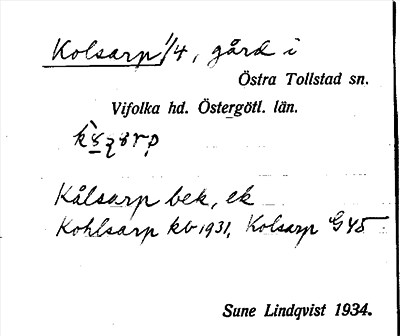 Kolsarp 1/4, gård i
Östra Tollstad sn.
Vifolka hd. Östergötl. län.
Kålsarp bek, ek
Kohlsarp kb 1931, Kolsarp G 45
Sune Lindqvist 1934.